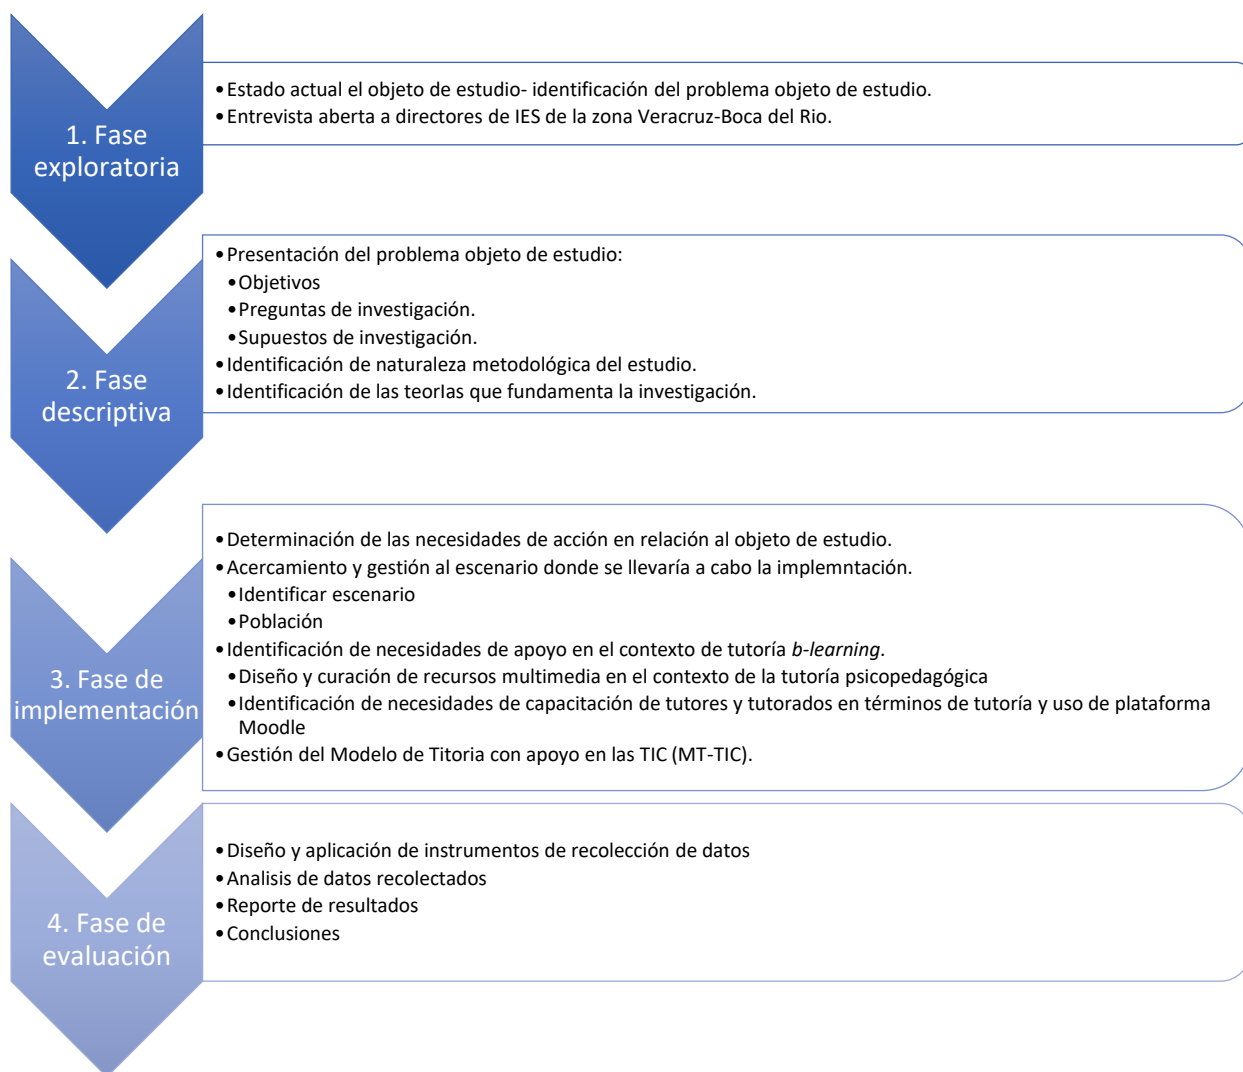 1. Fase
exploratoria
•Estado actual el objeto de estudio- identificación del problema objeto de estudio.
•Entrevista aberta a directores de IES de la zona Veracruz-Boca del Rio.
2. Fase
descriptiva
•Presentación del problema objeto de estudio:
•Objetivos
•Preguntas de investigación.
•Supuestos de investigación.
•Identificación de naturaleza metodológica del estudio.
•Identificación de las teorIas que fundamenta la investigación.
3. Fase de
implementación
•Determinación de las necesidades de acción en relación al objeto de estudio.
•Acercamiento y gestión al escenario donde se llevaría a cabo la implemntación.
•Identificar escenario
•Población
•Identificación de necesidades de apoyo en el contexto de tutoría b-learning.
•Diseño y curación de recursos multimedia en el contexto de la tutoría psicopedagógica
•Identificación de necesidades de capacitación de tutores y tutorados en términos de tutoría y uso de plataforma
Moodle
•Gestión del Modelo de Titoria con apoyo en las TIC (MT-TIC).
4. Fase de
evaluación
•Diseño y aplicación de instrumentos de recolección de datos
•Analisis de datos recolectados
•Reporte de resultados
•Conclusiones